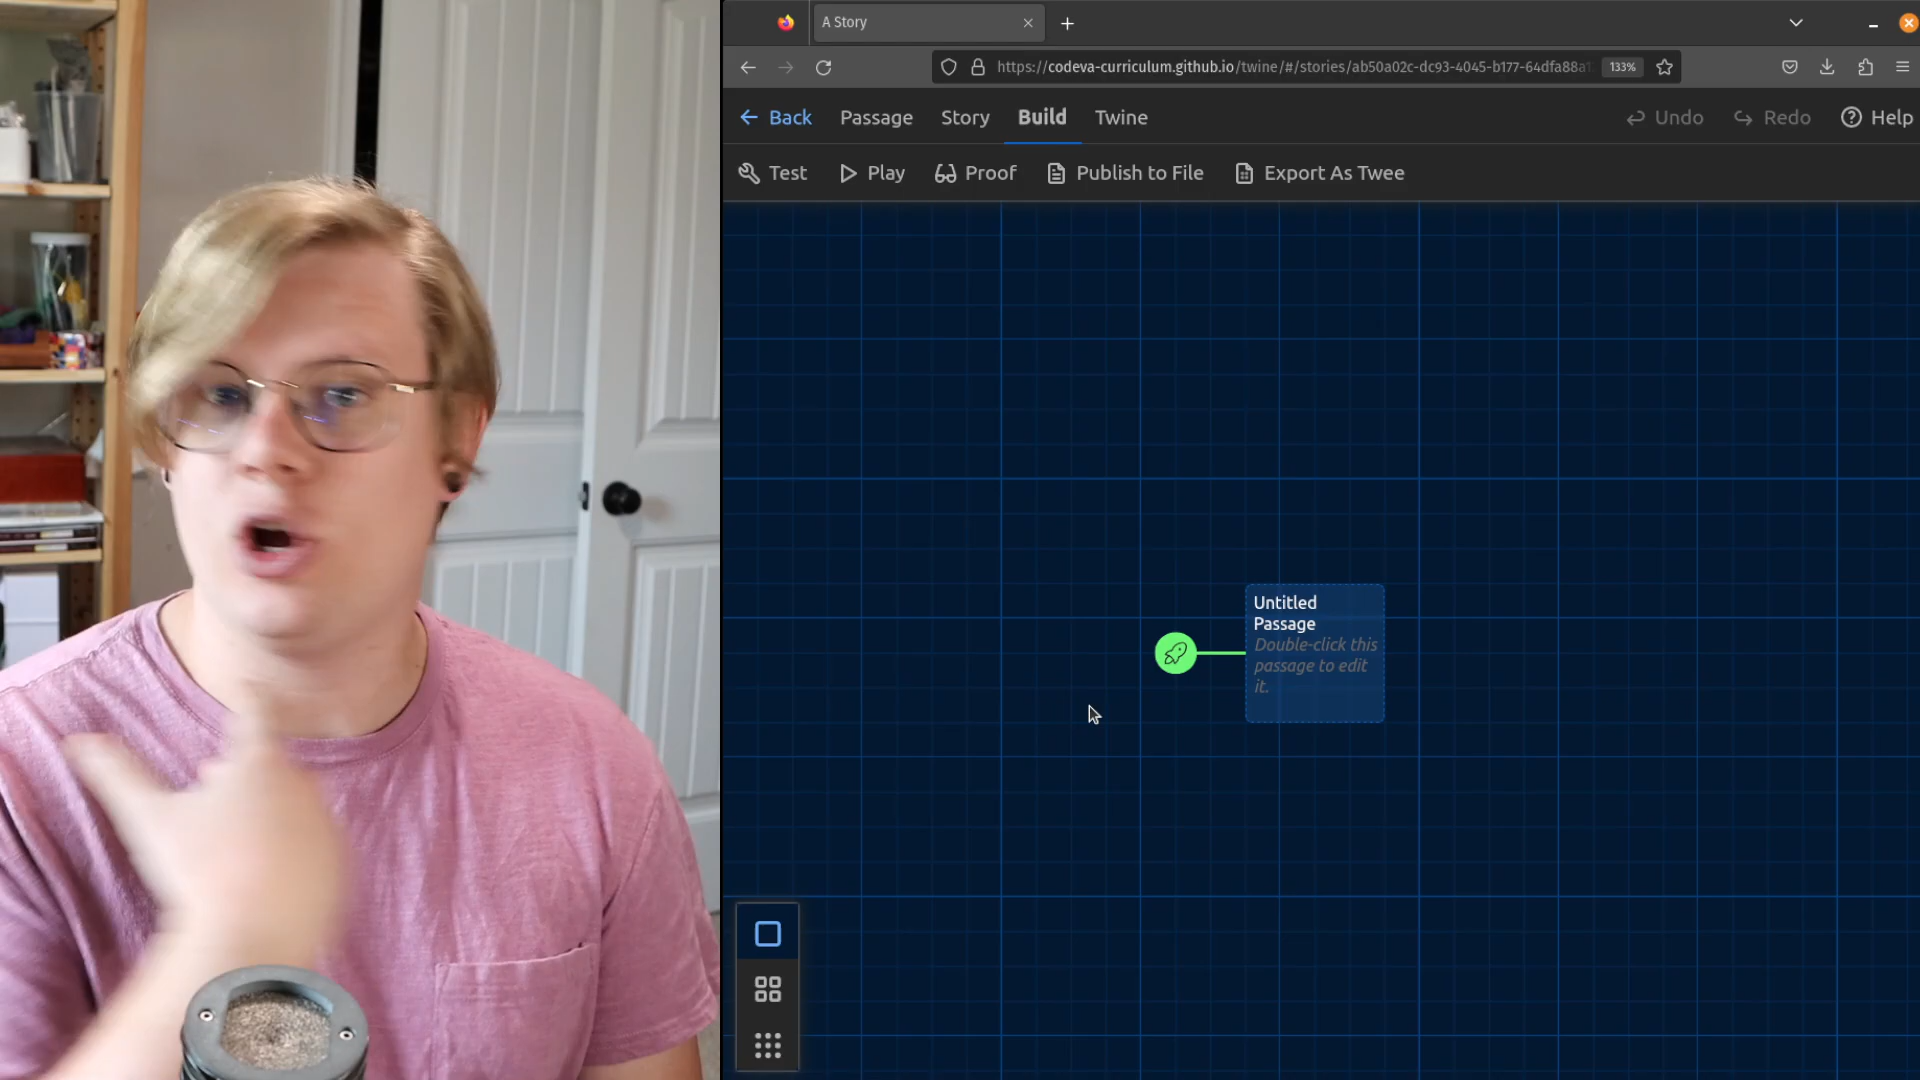 A Story
https://codeva-curriculum.github.io/twine/#/stories/ab50a02c-dc93-4045-b177-64dfa88a1
133%
Back
Passage
Story
Build
Twine
Undo
Redo
Help
Test
Play
Proof
Publish to File
Export As Twee
Untitled
Passage
Double-click this
passage to edit
it.